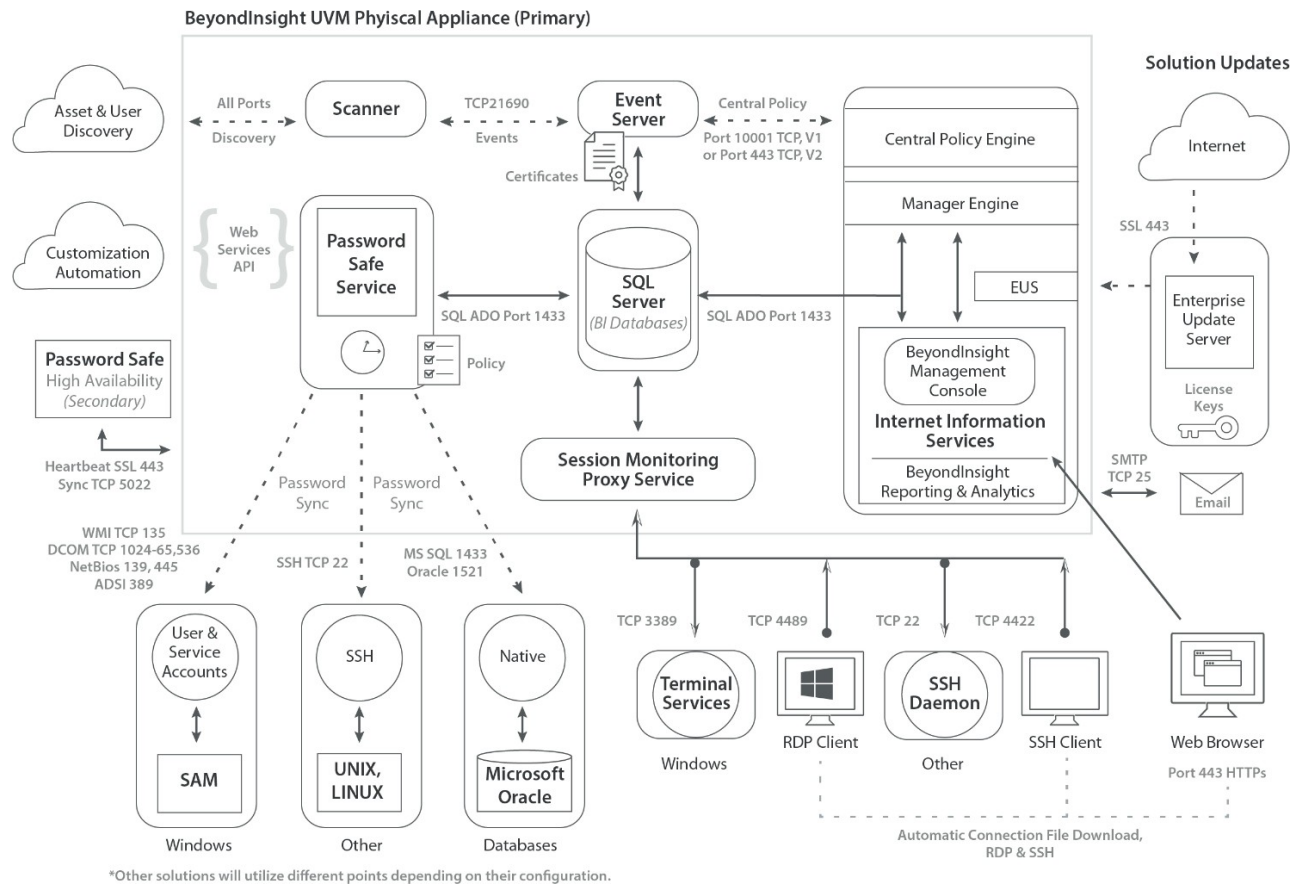 BeyondInsight UVM Phyiscal Appliance (Primary)
Solution Updates
Asset & User
Discovery
All Ports
Discovery
Scanner
TCP21690
Events
Event
Server
Certificates
Central Policy
Port 10001 TCP, V1
or Port 443 TCP, V2
Central Policy Engine
Manager Engine
EUS
Internet
SSL 443
Customization
Automation
Web
Services
API
Password
Safe
Service
Policy
SQL ADO Port 1433
SQL
Server
(BI Databases)
SQL ADO Port 1433
BeyondInsight
Management
Console
Internet Information
Services
BeyondInsight
Reporting & Analytics
Enterprise
Update
Server
License
Keys
SMTP
TCP 25
Email
Password Safe
High Availability
(Secondary)
Heartbeat SSL 443
Sync TCP 5022
Session Monitoring
Proxy Service
Password
Sync
Password
Sync
WMI TCP 135
DCOM TCP 1024-65,536
NetBios 139, 445
ADSI 389
SSH TCP 22
MS SQL 1433
Oracle 1521
User &
Service
Accounts
SAM
Windows
SSH
UNIX,
LINUX
Other
Native
Microsoft
Oracle
Databases
TCP 3389
TCP 4489
TCP 22
TCP 4422
Terminal
Services
Windows
RDP Client
SSH
Daemon
Other
SSH Client
Web Browser
Port 443 HTTPs
Automatic Connection File Download,
RDP & SSH
*Other solutions will utilize different points depending on their configuration.